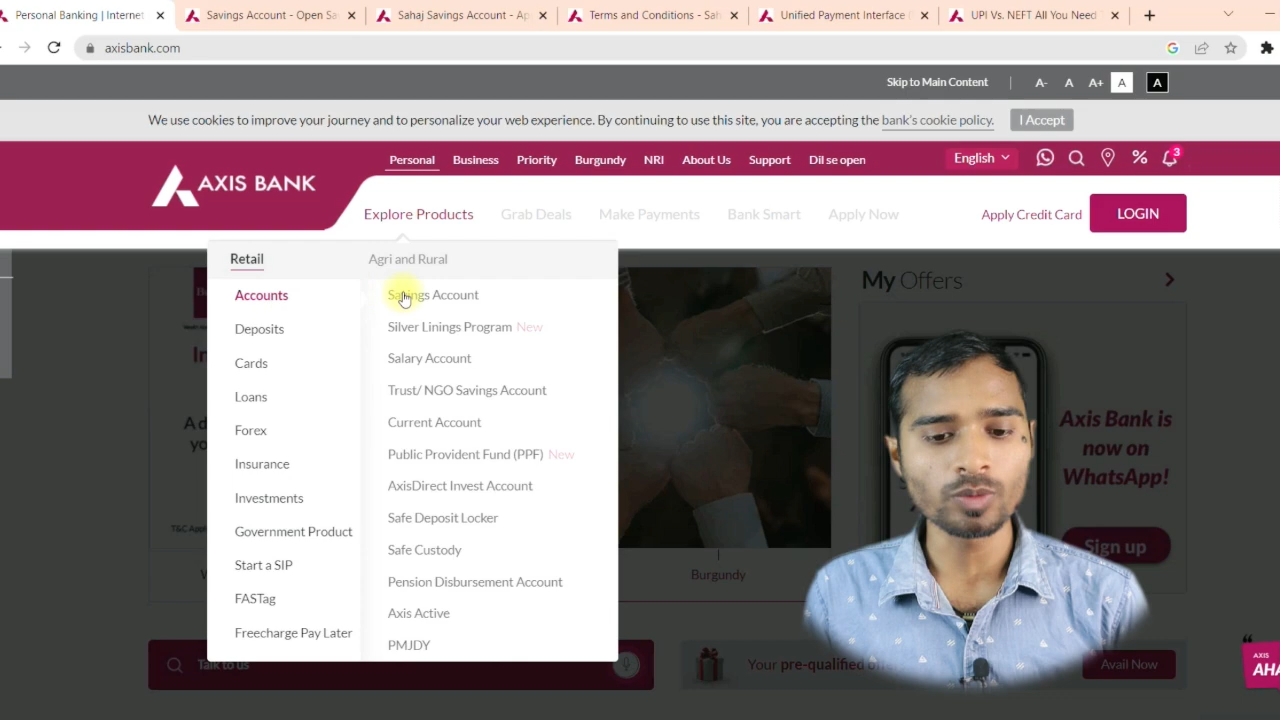 Personal Banking | Internet
Savings Account - Open Sa
Sahaj Savings Account - Ap
Terms and Conditions - Sah
Unified Payment Interface
UPI Vs. NEFT All You Need
axisbank.com
Skip to Main Content
A-
A
A+
A
A
We use cookies to improve your journey and to personalize your web experience. By continuing to use this site, you are accepting the bank's cookie policy.
I Accept
Personal
Business
Priority
Burgundy
NRI
About Us
Support
Dil se open
English
%
3
AXIS BANK
Explore Products
Grab Deals
Make Payments
Bank Smart
Apply Now
Apply Credit Card
LOGIN
Retail
Agri and Rural
Accounts
Deposits
Cards
Loans
Forex
Insurance
Investments
Government Product
Start a SIP
FASTag
Freecharge Pay Later
Savings Account
Silver Linings Program New
Salary Account
Trust/ NGO Savings Account
Current Account
Public Provident Fund (PPF) New
AxisDirect Invest Account
Safe Deposit Locker
Safe Custody
Pension Disbursement Account
Axis Active
PMJDY
My Offers
Axis Bank is
now on
WhatsApp!
Sign up
Burgundy
Talk to us
Your pre-qualified
Avail Now
AXIS